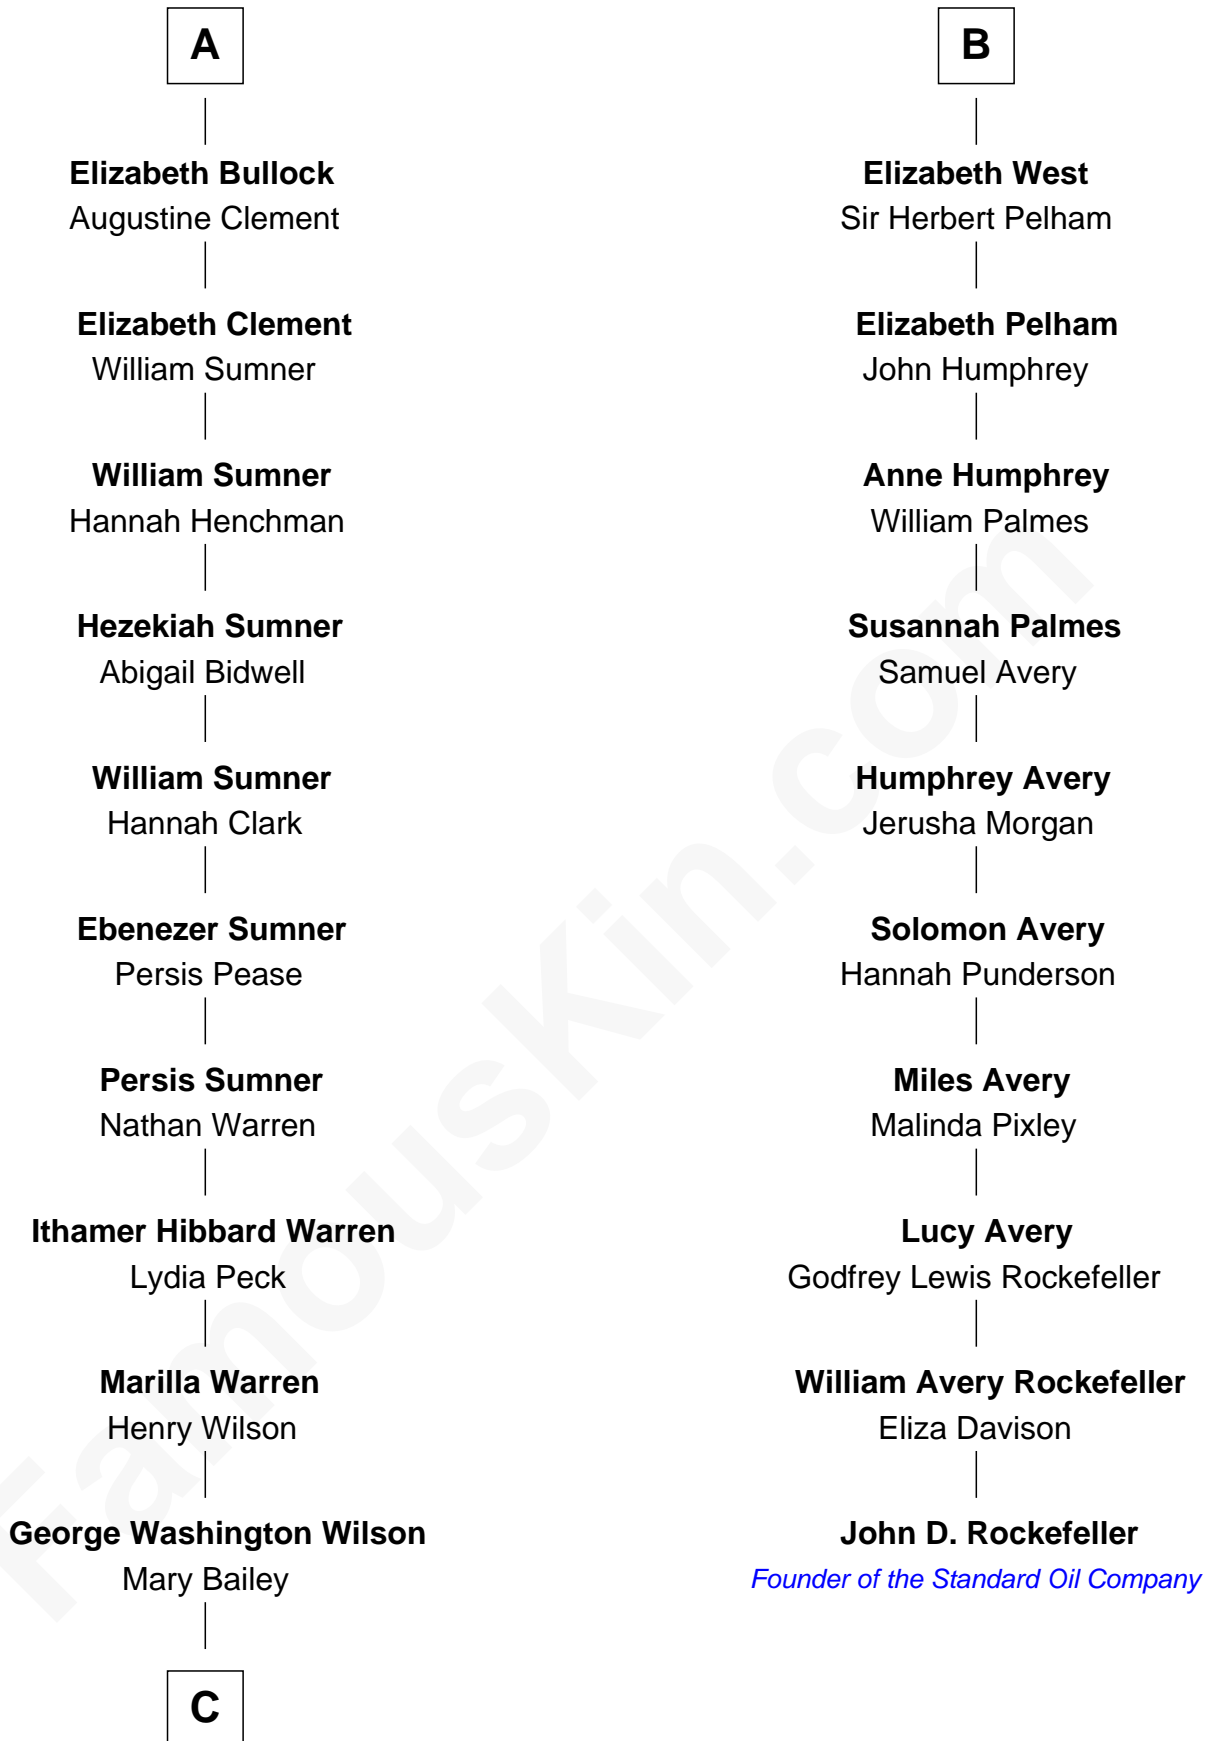 A
Elizabeth Bullock
Augustine Clement
Elizabeth Clement
William Sumner
William Sumner
Hannah Henchman
Hezekiah Sumner
Abigail Bidwell
William Sumner
Hannah Clark
Ebenezer Sumner
Persis Pease
Persis Sumner
Nathan Warren
Ithamer Hibbard Warren
Lydia Peck
Marilla Warren
Henry Wilson
George Washington Wilson
Mary Bailey
C
B
Elizabeth West
Sir Herbert Pelham
Elizabeth Pelham
John Humphrey
Anne Humphrey
William Palmes
Susannah Palmes
Samuel Avery
Humphrey Avery
Jerusha Morgan
Solomon Avery
Hannah Punderson
Miles Avery
Malinda Pixley
Lucy Avery
Godfrey Lewis Rockefeller
William Avery Rockefeller
Eliza Davison
John D. Rockefeller
Founder of the Standard Oil Company
FamousKin.com